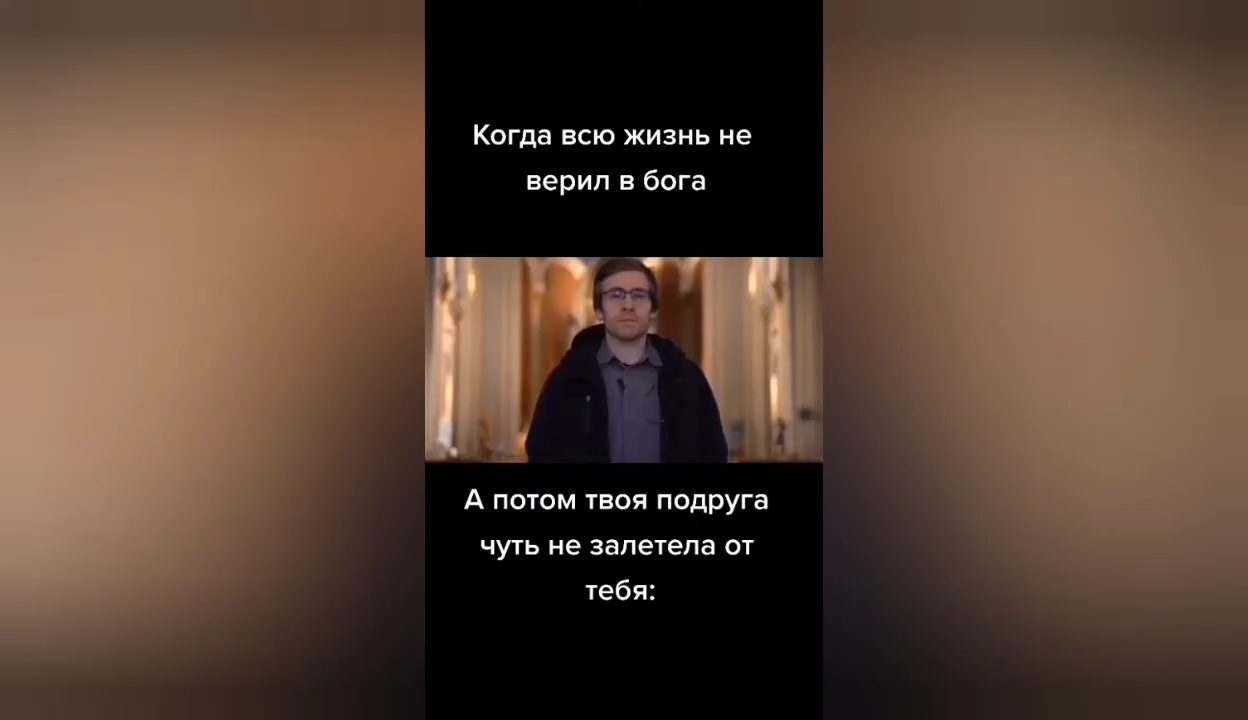 Когда всю жизнь не
верил в бога
А потом твоя подруга
чуть не залетела от
тебя: